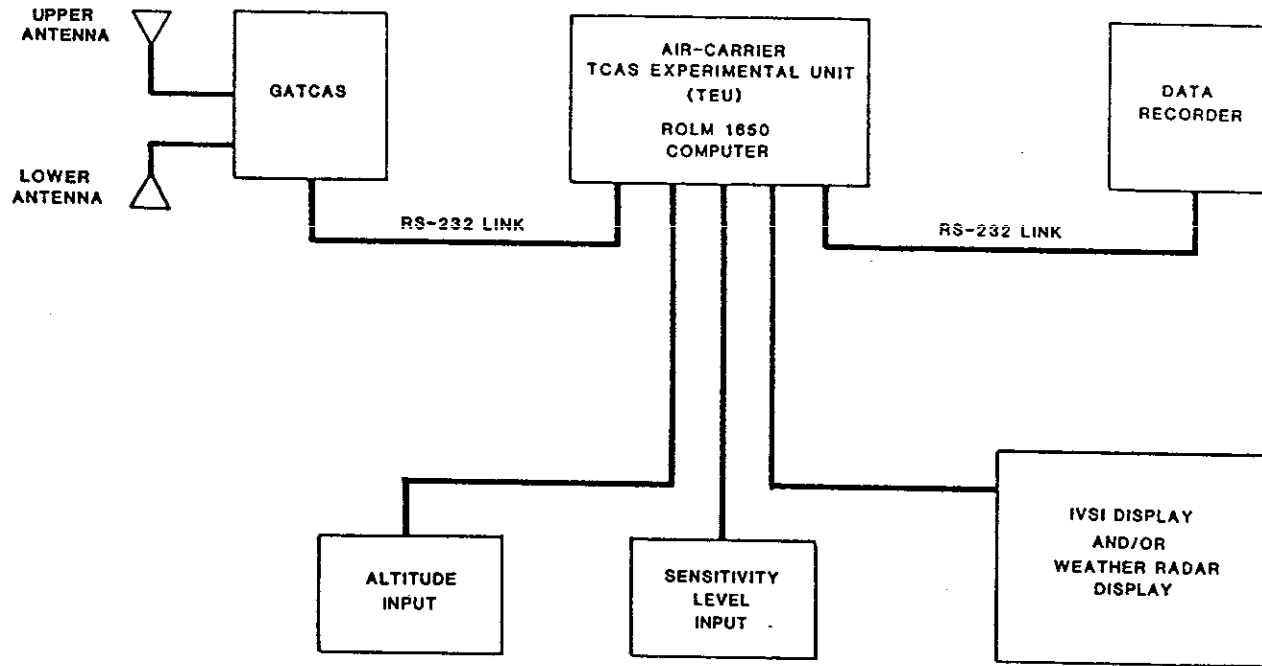 UPPER
ANTENNA
GATCAS
LOWER
ANTENNA
AIR-CARRIER
TCAS EXPERIMENTAL UNIT
(TEU)
ROLM 1650
COMPUTER
DATA
RECORDER
RS-232 LINK
RS-232 LINK
ALTITUDE
INPUT
SENSITIVITY
LEVEL
INPUT
IVSI DISPLAY
AND/OR
WEATHER RADAR
DISPLAY